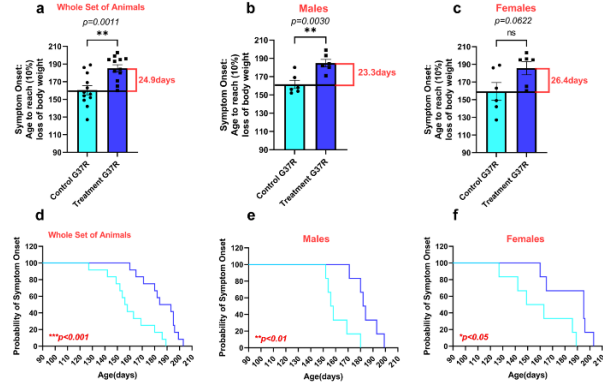 a
Whole Set of Animals
p=0.0011
**
Symptom Onset:
Age to reach (10%)
loss of body weight
210
190
170
150
130
110
90
24.9days
Control G37R
Treatment G37R
b
Males
p=0.0030
**
Symptom Onset:
Age to reach (10%)
loss of body weight
210
190
170
150
130
110
90
23.3days
Control G37R
Treatment G37R
c
Females
p=0.0622
ns
Symptom Onset:
Age to reach (10%)
loss of body weight
210
190
170
150
130
110
90
26.4days
Control G37R
Treatment G37R
d
Whole Set of Animals
Probability of Symptom Onset
120
100
80
60
40
20
0
***p<0.001
90 100 110 120 130 140 150 160 170 180 190 200 210
Age(days)
e
Males
Probability of Symptom Onset
120
100
80
60
40
20
0
**p<0.01
90 100 110 120 130 140 150 160 170 180 190 200 210
Age(days)
f
Females
Probability of Symptom Onset
120
100
80
60
40
20
0
*p<0.05
90 100 110 120 130 140 150 160 170 180 190 200 210
Age(days)